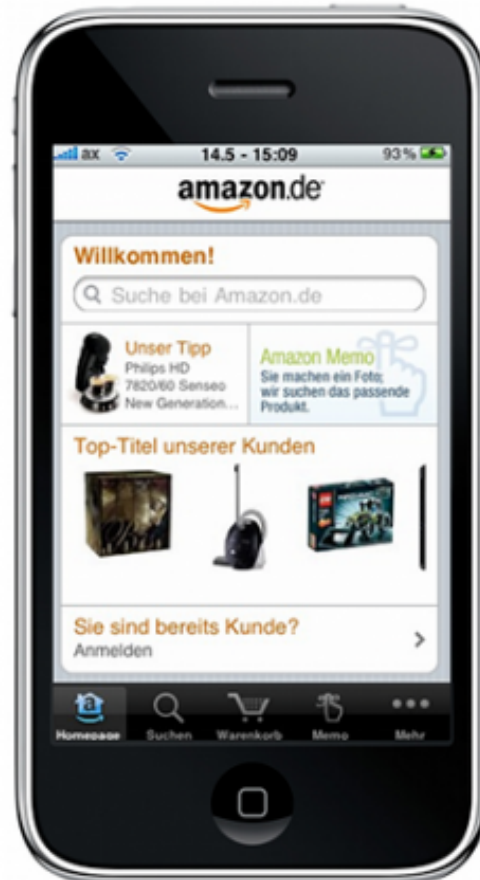 ax 14.5 - 15:09 93%
amazon.de
Willkommen!
Suche bei Amazon.de
Unser Tipp
Philips HD
7820/60 Senseo
New Generation...
Amazon Memo
Sie machen ein Foto;
wir suchen das passende
Produkt.
Top-Titel unserer Kunden
Sie sind bereits Kunde?
Anmelden
Homepage Suchen Warenkorb Memo Mehr